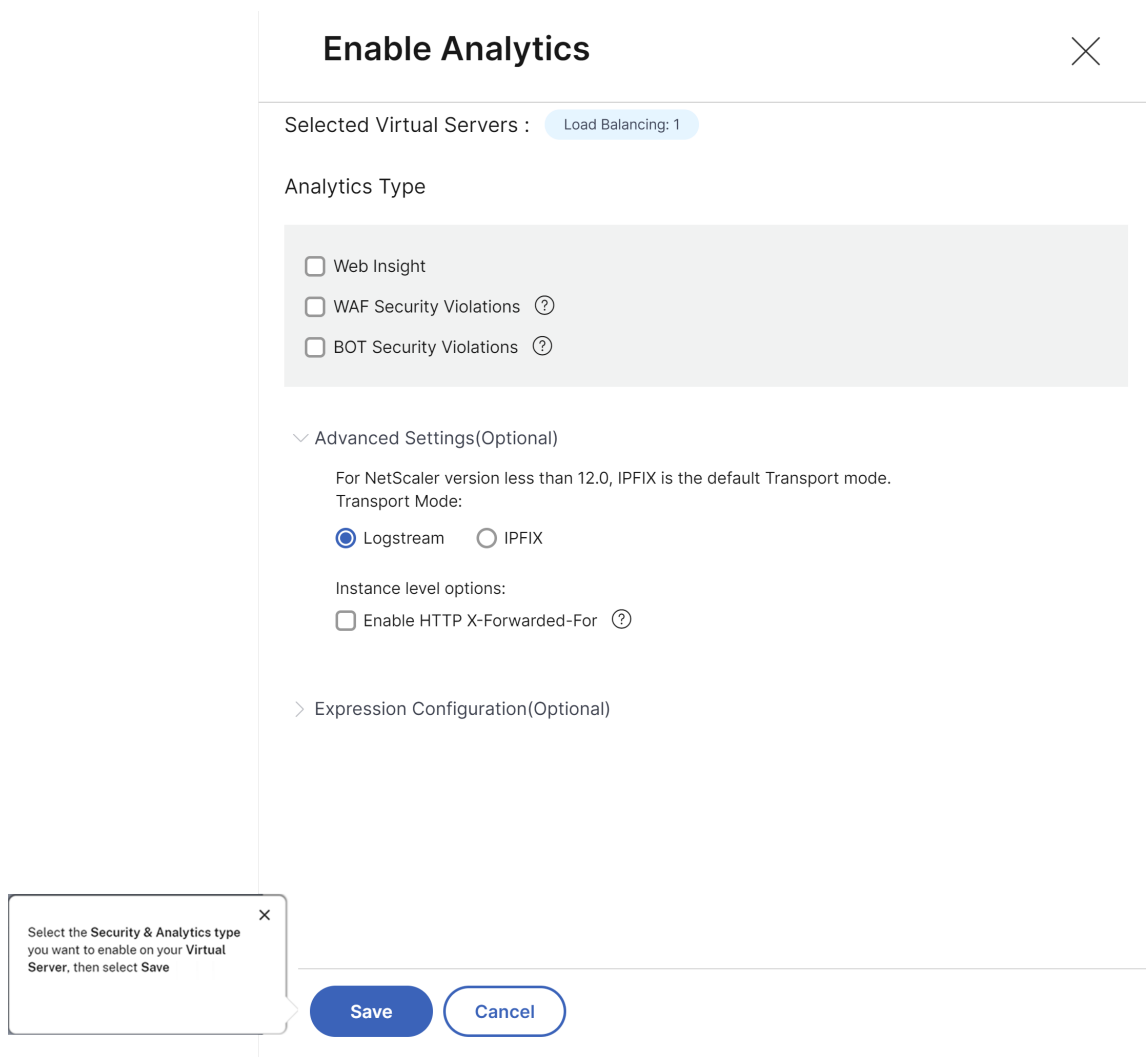 Enable Analytics
Selected Virtual Servers : Load Balancing: 1
Analytics Type
Web Insight
WAF Security Violations ?
BOT Security Violations ?
Advanced Settings(Optional)
For NetScaler version less than 12.0, IPFIX is the default Transport mode.
Transport Mode:
Logstream IPFIX
Instance level options:
Enable HTTP X-Forwarded-For ?
Expression Configuration(Optional)
Select the Security & Analytics type
you want to enable on your Virtual
Server, then select Save
Save Cancel